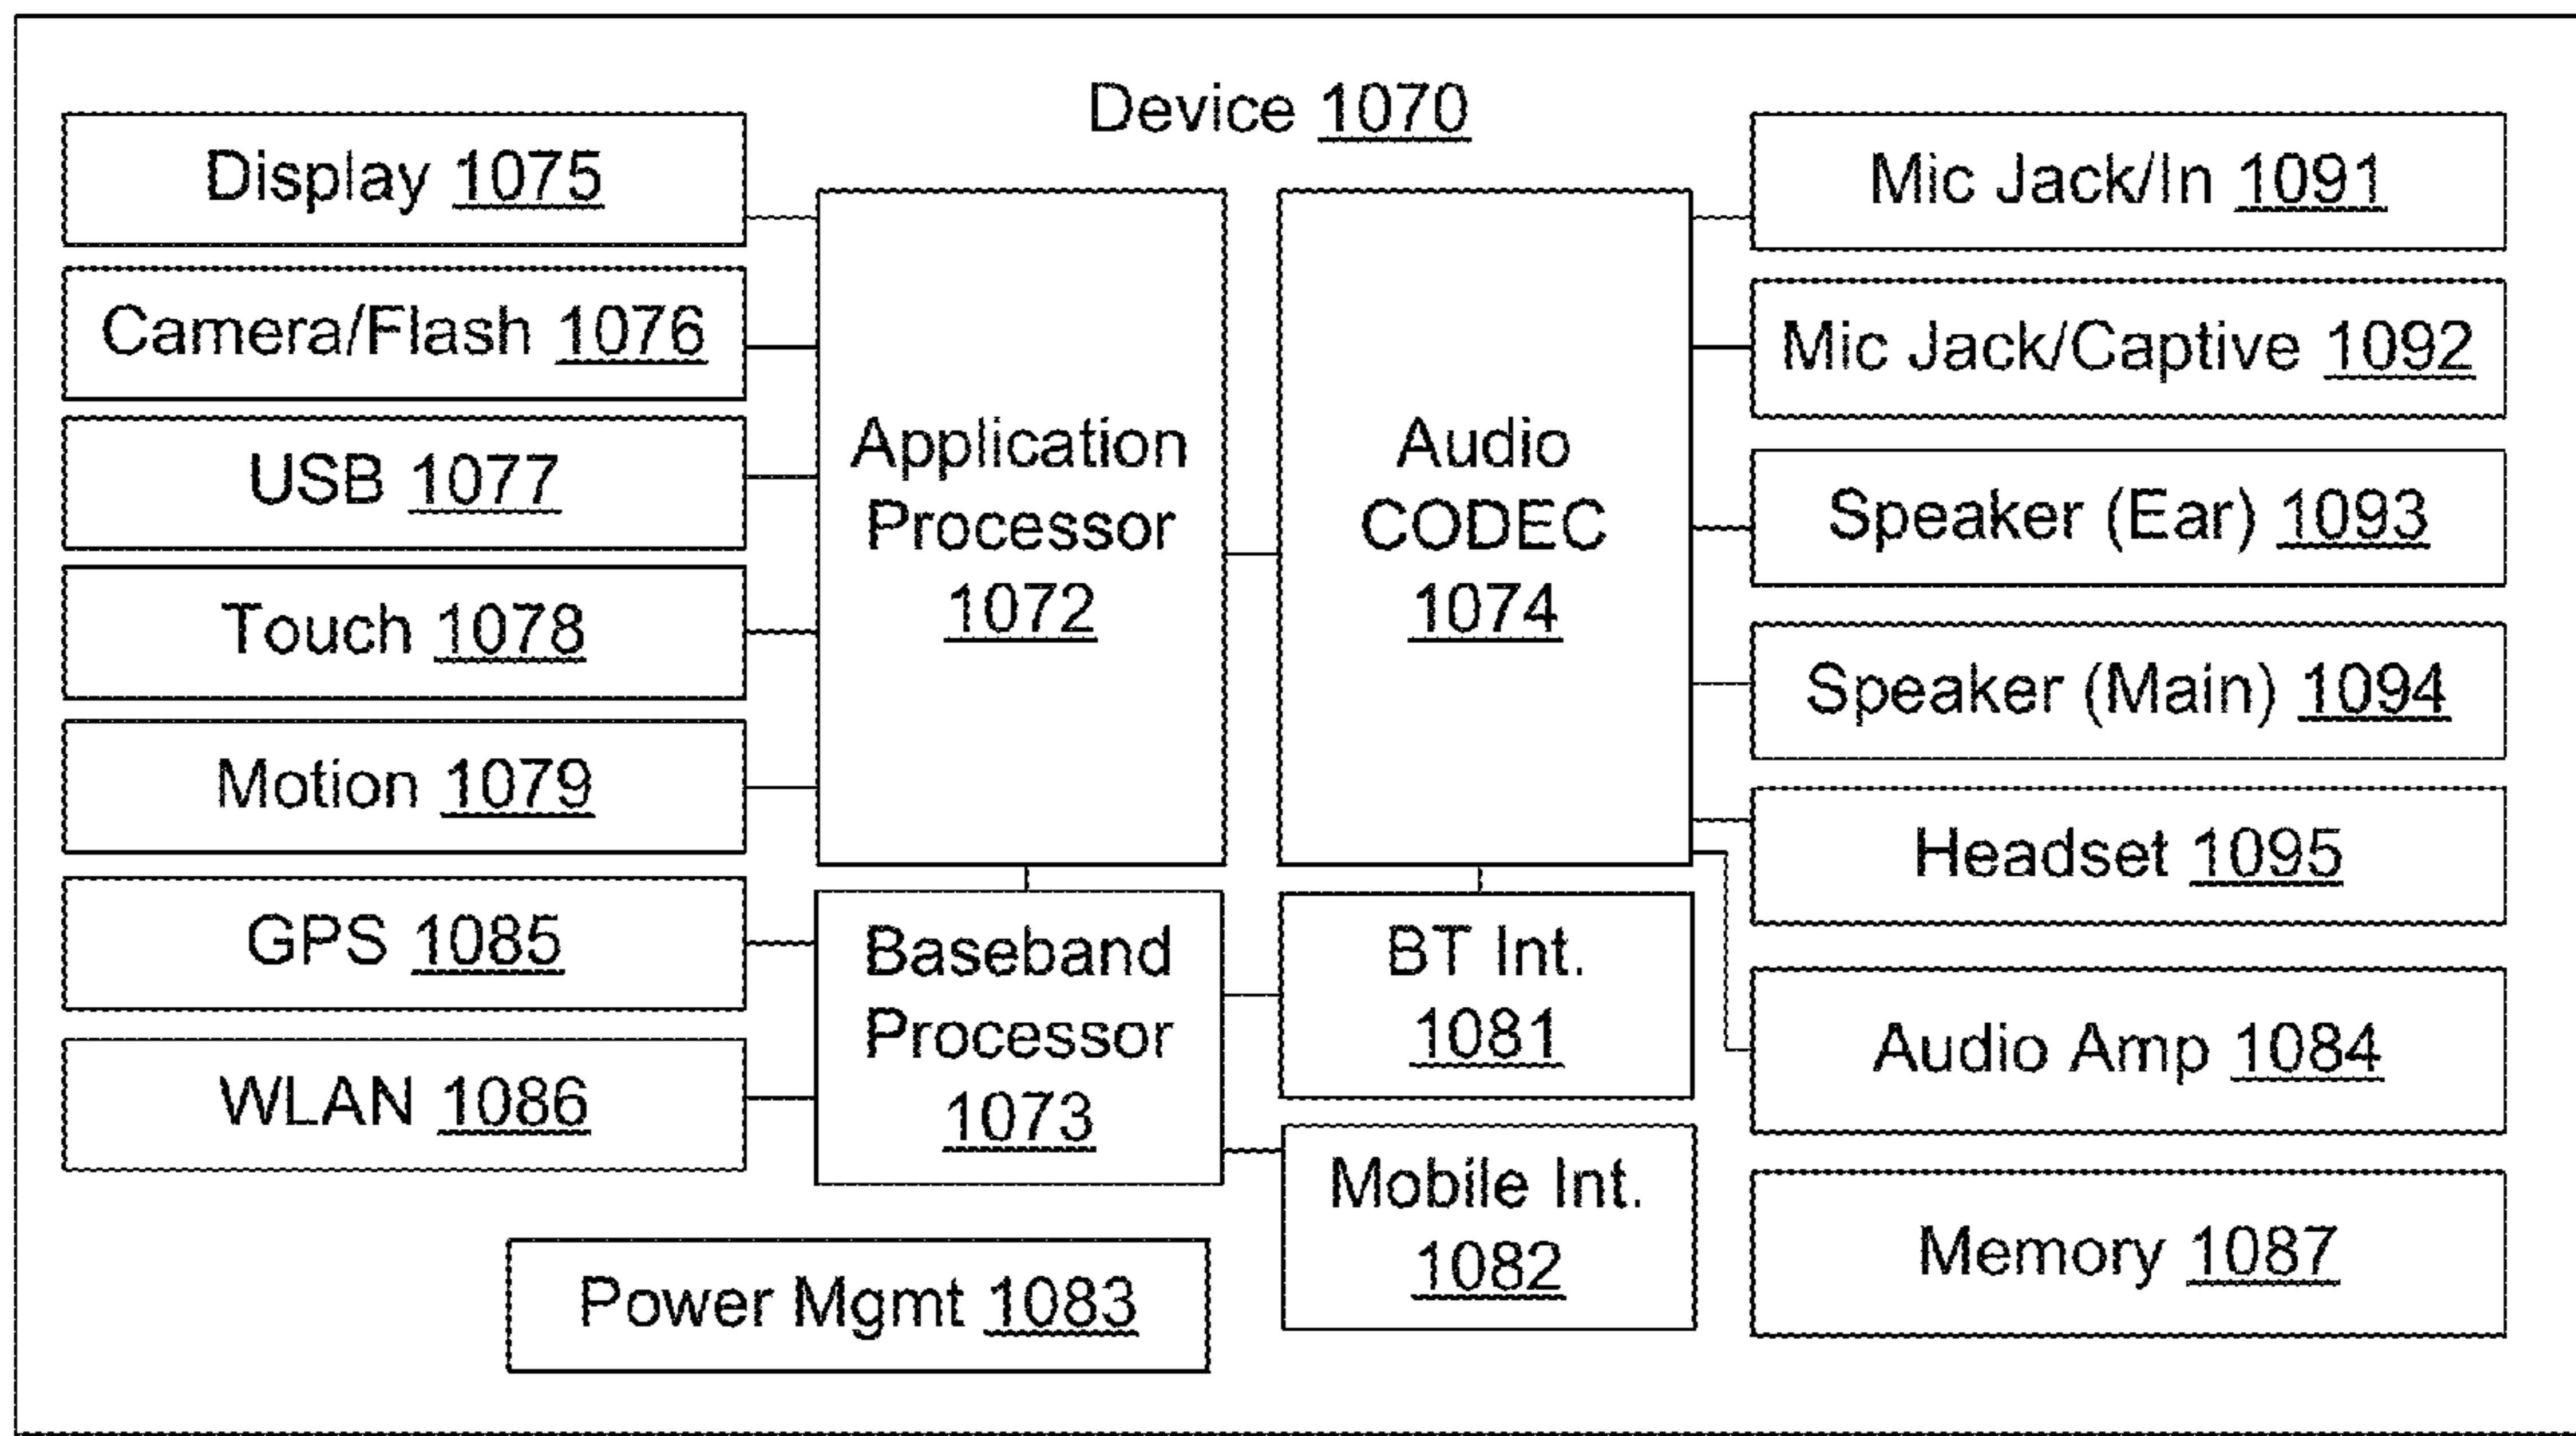 Device 1070
Display 1075
Camera/Flash 1076
USB 1077
Touch 1078
Motion 1079
GPS 1085
WLAN 1086
Application
Processor
1072
Audio
CODEC
1074
Baseband
Processor
1073
BT Int.
1081
Mobile Int.
1082
Power Mgmt 1083
Mic Jack/In 1091
Mic Jack/Captive 1092
Speaker (Ear) 1093
Speaker (Main) 1094
Headset 1095
Audio Amp 1084
Memory 1087